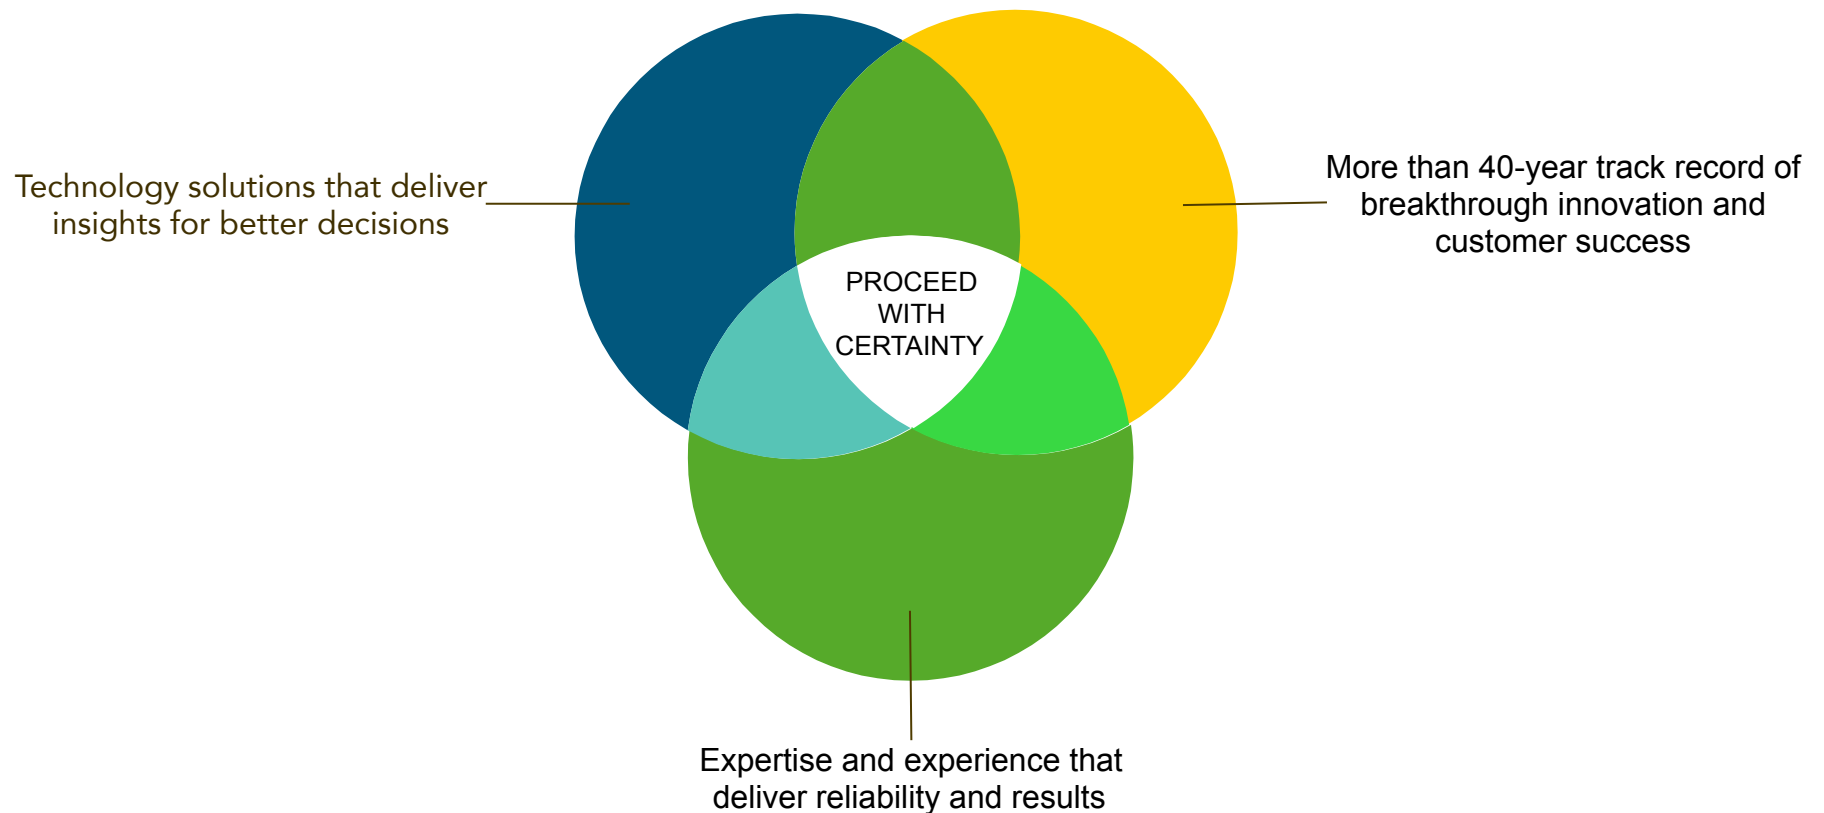 Technology solutions that deliver
insights for better decisions
More than 40-year track record of
breakthrough innovation and
customer success
PROCEED
WITH
CERTAINTY
Expertise and experience that
deliver reliability and results